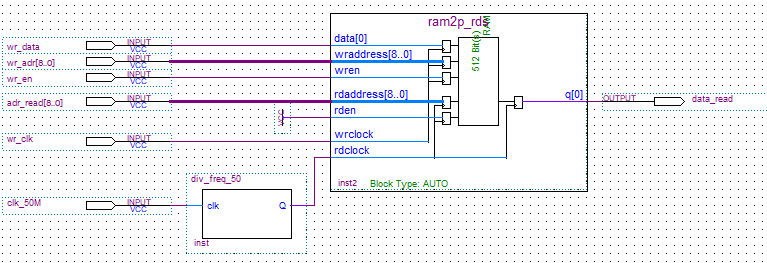 ram2p_rds
wr_data INPUT VCC data[0]
wr_adr[8..0] INPUT VCC wraddress[8..0]
wr_en INPUT VCC wren
512 Bit(s)
RAM
adr_read[8..0] INPUT VCC rdaddress[8..0] q[0] OUTPUT data_read
VCC rden
wr_clk INPUT VCC wrclock
rdclock
div_freq_50
inst2 Block Type: AUTO
clk_50M INPUT VCC clk Q
inst